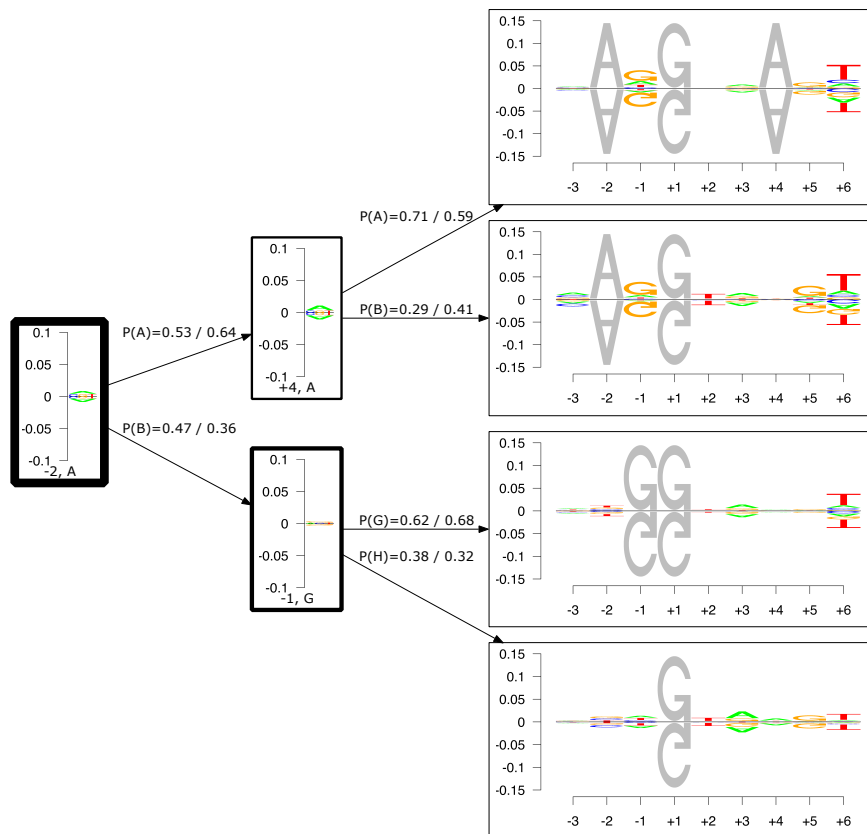 0.1
0.05
0
-0.05
-0.1
-2, A
P(A)=0.53 / 0.64
P(B)=0.47 / 0.36
0.1
0.05
0
-0.05
-0.1
+4, A
0.1
0.05
0
-0.05
-0.1
-1, G
P(A)=0.71 / 0.59
P(B)=0.29 / 0.41
P(G)=0.62 / 0.68
P(H)=0.38 / 0.32
0.15
0.1
0.05
0
0.05
-0.1
-0.15
A G A
G
T
-3 -2 -1 +1 +2 +3 +4 +5 +6
0.15
0.1
0.05
0
-0.05
-0.1
-0.15
A G
G T G T
-3 -2 -1 +1 +2 +3 +4 +5 +6
0.15
0.1
0.05
0
-0.05
-0.1
-0.15
G G
T
-3 -2 -1 +1 +2 +3 +4 +5 +6
0.15
0.1
0.05
0
-0.05
-0.1
-0.15
G
T A T
-3 -2 -1 +1 +2 +3 +4 +5 +6